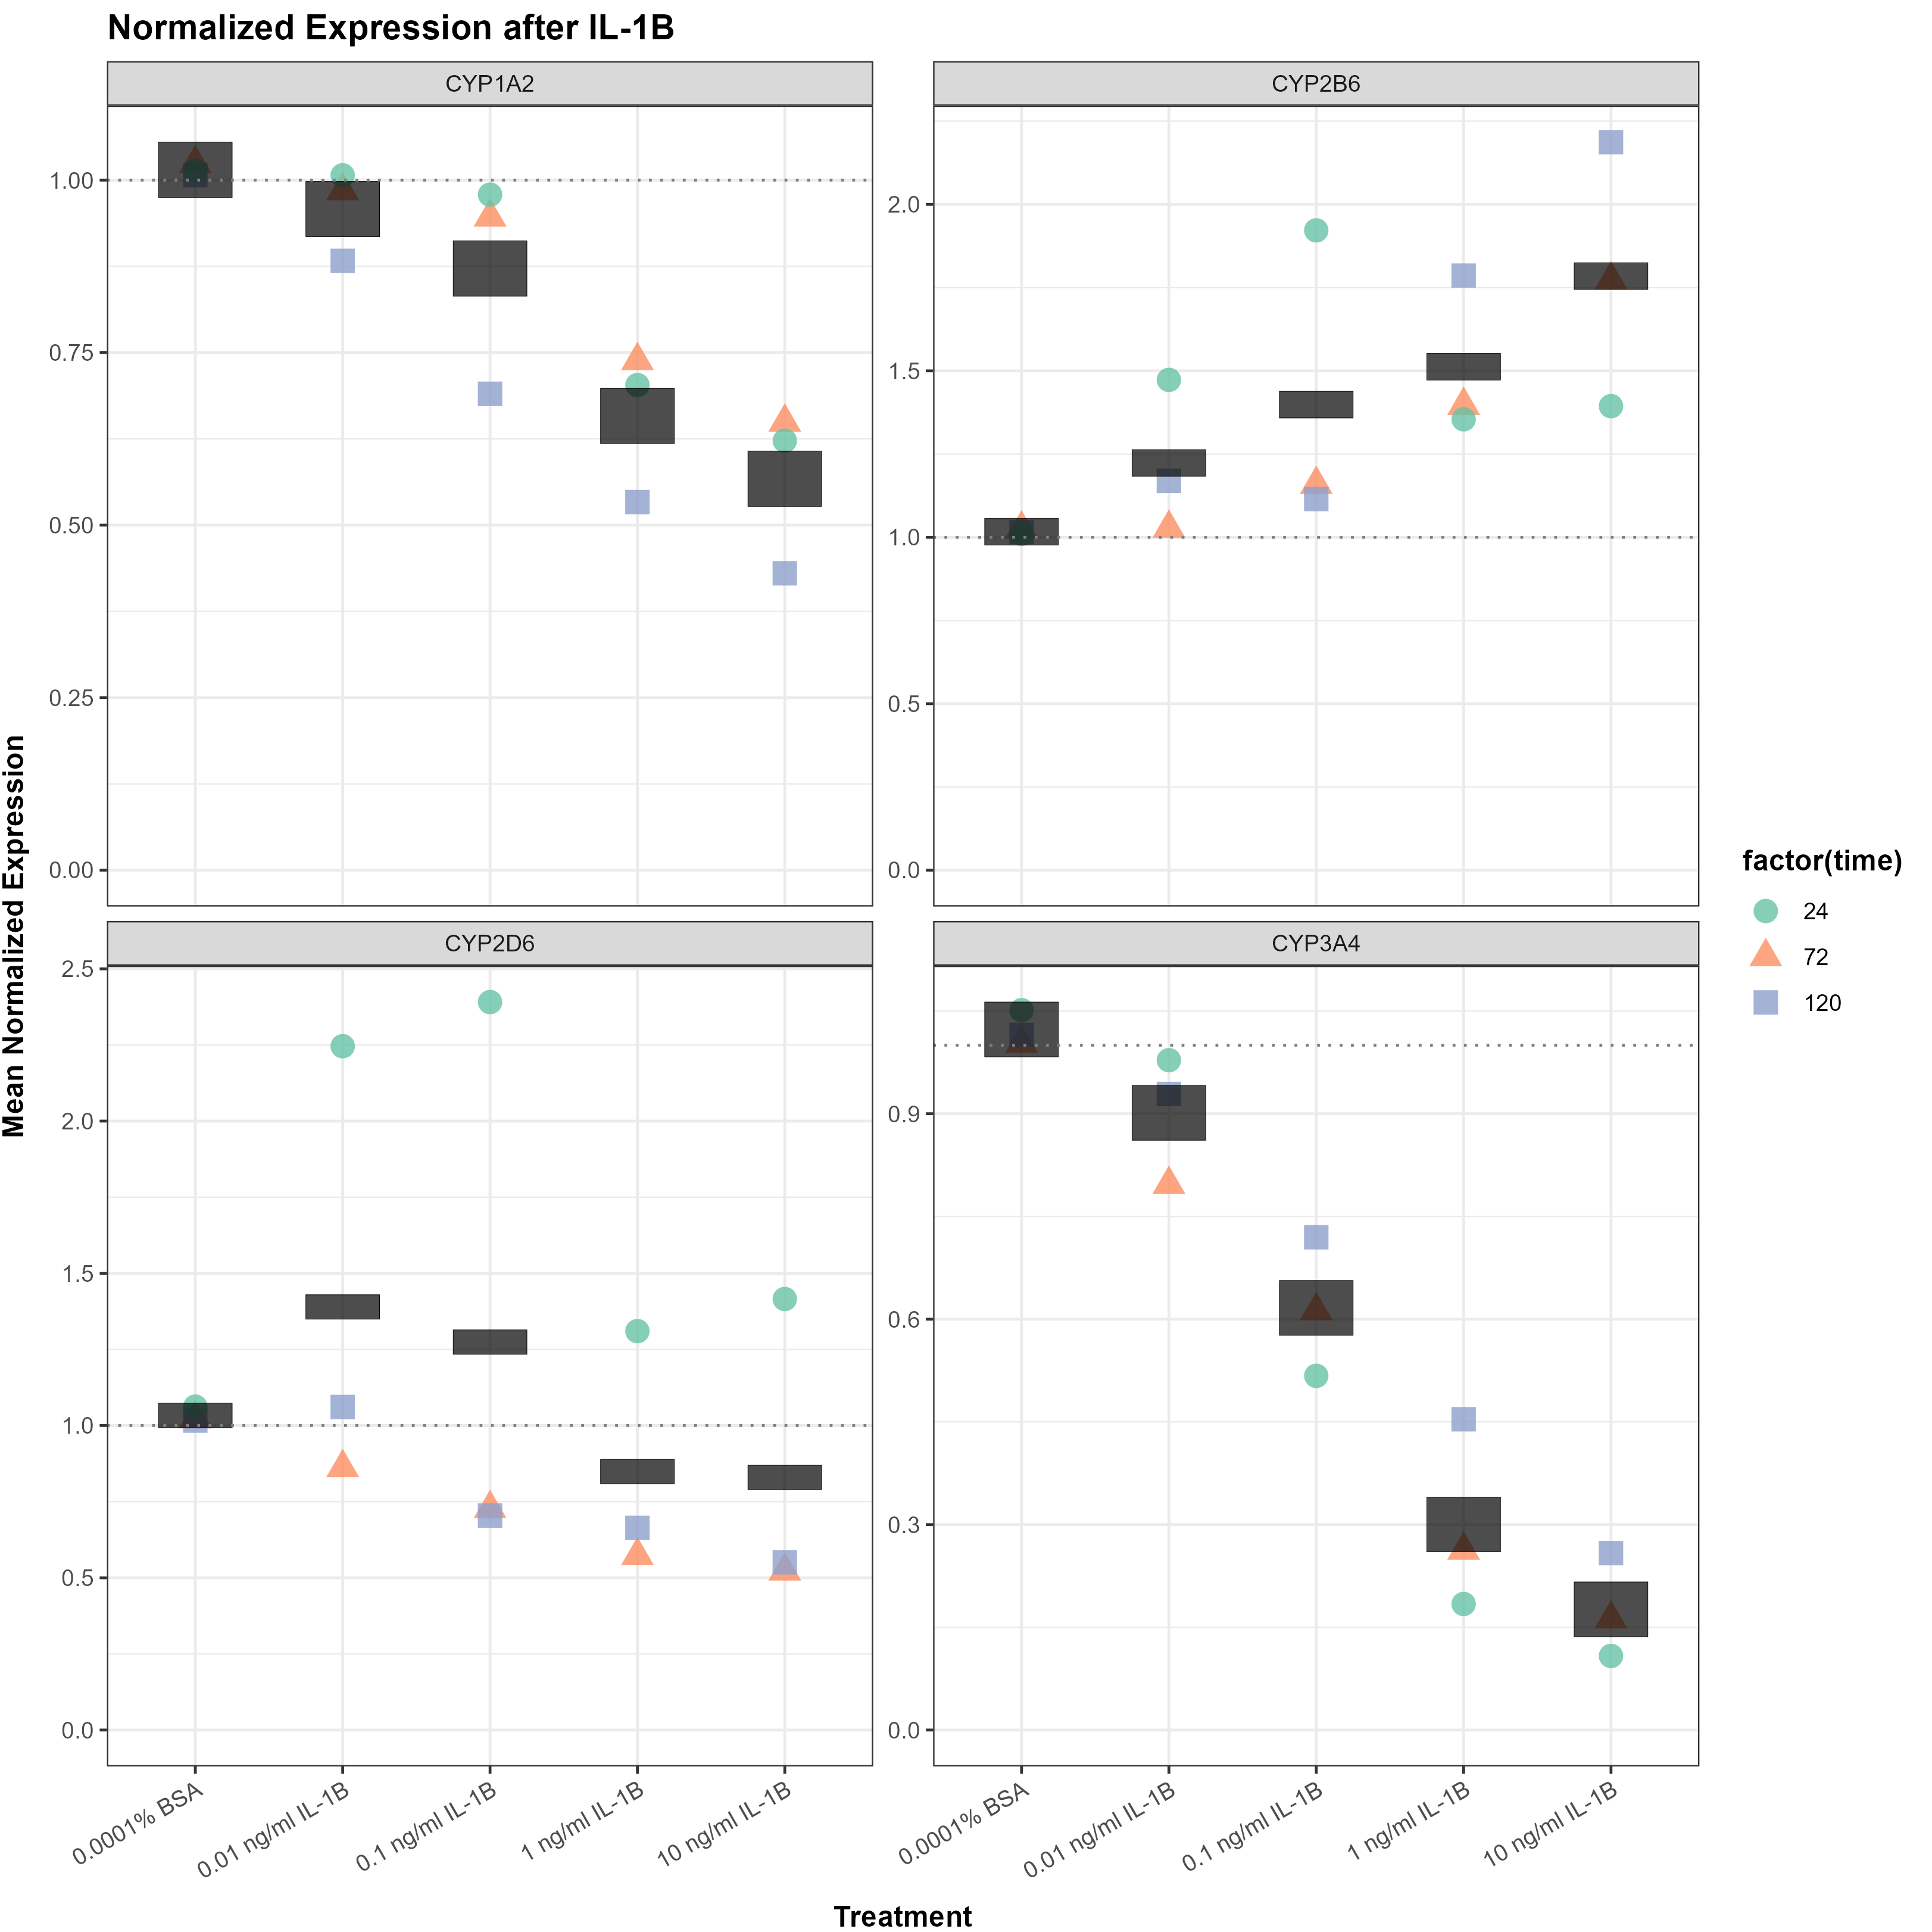 Normalized Expression after IL-1B
CYP1A2
CYP2B6
1.00
0.75
0.50
0.25
0.00
2.0
1.5
1.0
0.5
0.0
Mean Normalized Expression
CYP2D6
CYP3A4
2.5
2.0
1.5
1.0
0.5
0.0
0.9
0.6
0.3
0.0
0.0001% BSA
0.01 ng/ml IL-1B
0.1 ng/ml IL-1B
1 ng/ml IL-1B
10 ng/ml IL-1B
0.0001% BSA
0.01 ng/ml IL-1B
0.1 ng/ml IL-1B
1 ng/ml IL-1B
10 ng/ml IL-1B
Treatment
factor(time)
24
72
120